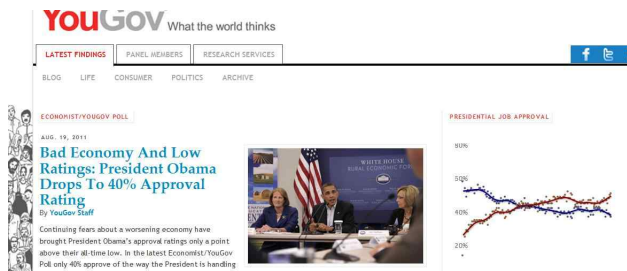 YouGov What the world thinks
LATEST FINDINGS PANEL MEMBERS RESEARCH SERVICES
BLOG LIFE CONSUMER POLITICS ARCHIVE
ECONOMIST/YOUGOV POLL
AUG. 19, 2011
Bad Economy And Low
Ratings: President Obama
Drops To 40% Approval
Rating
By YouGov Staff
Continuing fears about a worsening economy have
brought President Obama's approval ratings only a point
above their all-time-low. In the latest Economist/YouGov
Poll only 40% approve of the way the President is handling
WHITE HOUSE
RURAL ECONOMIC FOR
PRESIDENTIAL JOB APPROVAL
80%
50%
40%
20%